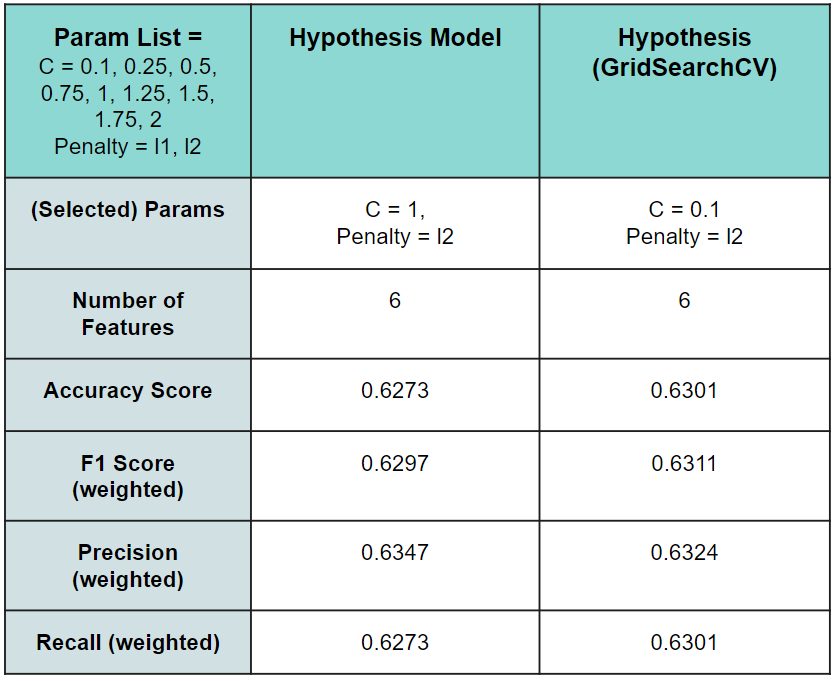 Param List =
C = 0.1, 0.25, 0.5,
0.75, 1, 1.25, 1.5,
1.75, 2
Penalty = l1, l2
Hypothesis Model
Hypothesis
(GridSearchCV)
(Selected) Params
C = 1,
Penalty = l2
C = 0.1
Penalty = l2
Number of
Features
6
6
Accuracy Score
0.6273
0.6301
F1 Score
(weighted)
0.6297
0.6311
Precision
(weighted)
0.6347
0.6324
Recall (weighted)
0.6273
0.6301